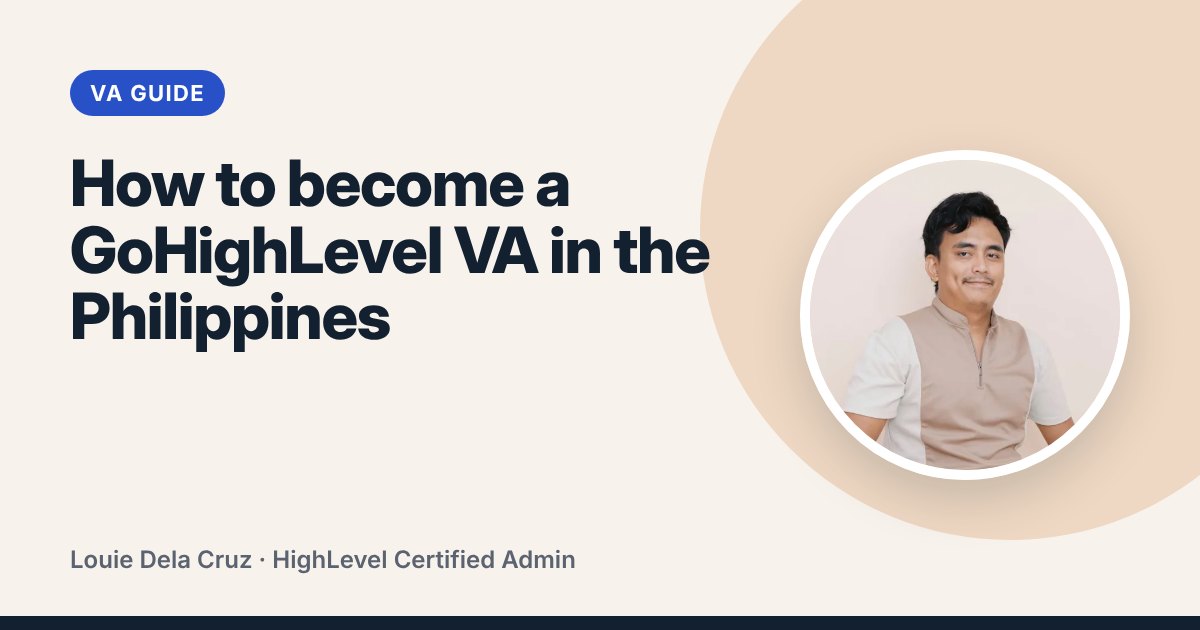 VA GUIDE
How to become a
GoHighLevel VA in the
Philippines
Louie Dela Cruz · HighLevel Certified Admin